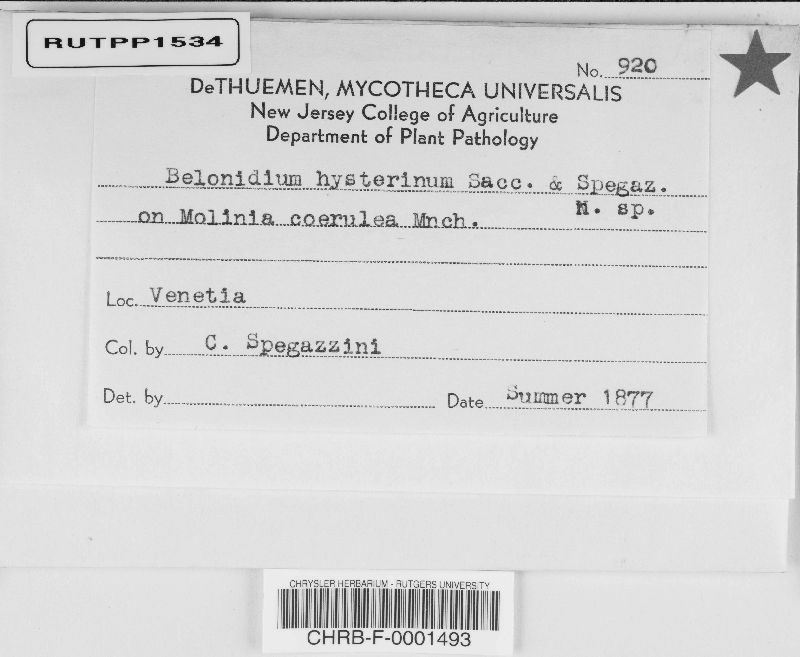 RUTPP1534
No. 920
DeTHUEMEN, MYCOTHECA UNIVERSALIS
New Jersey College of Agriculture
Department of Plant Pathology
Belonidium hysterinum Sacc. & Spegaz.
N. sp.
on Molinia coerulea Mnch.
Loc. Venetia
Col. by C. Spegazzini
Det. by
Date Summer 1877
CHRYSLER HERBARIUM - RUTGERS UNIVERSITY
CHRB-F-0001493